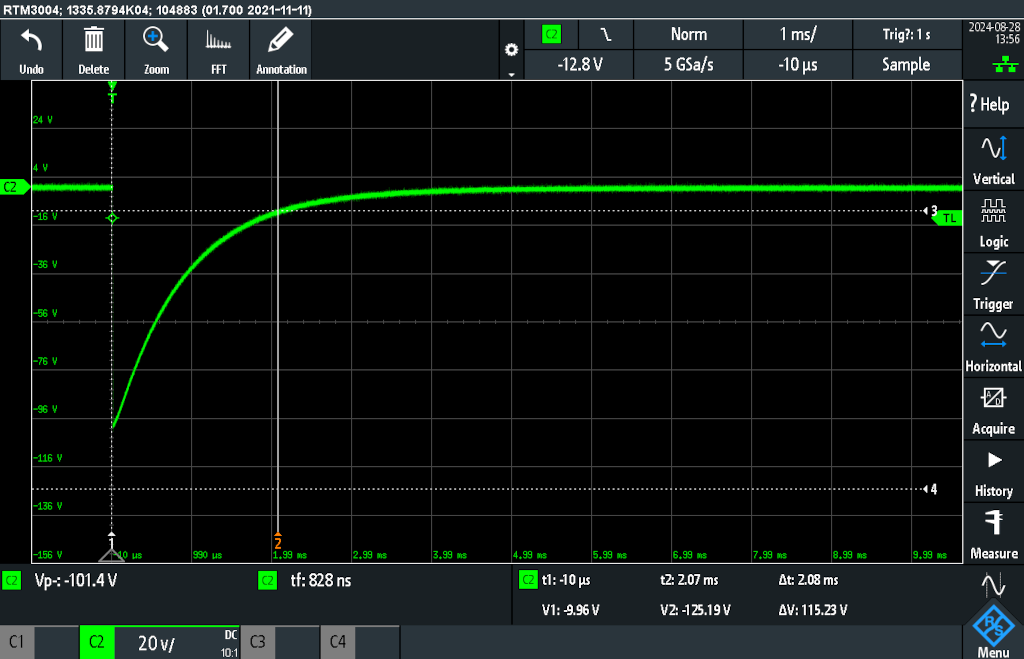 RTM3004; 1335.8794K04; 104883 (01.700 2021-11-11)
Undo Delete Zoom FFT Annotation
C2 Norm 1 ms/ Trig?: 1 s 2024-08-28
13:56
-12.8 V 5 GSa/s -10 µs Sample
? Help
T
24 V
Vertical
4 V
C2
-16 V 3 TL
Logic
-36 V
Trigger
-56 V
-76 V
Horizontal
-96 V
Acquire
-116 V
4
History
-136 V
1 2
-156 V -10 µs 990 µs 1.99 ms 2.99 ms 3.99 ms 4.99 ms 5.99 ms 6.99 ms 7.99 ms 8.99 ms 9.99 ms
Measure
C2 Vp-: -101.4 V C2 tf: 828 ns C2 t1: -10 µs t2: 2.07 ms Δt: 2.08 ms
V1: -9.96 V V2: -125.19 V ΔV: 115.23 V
C1 C2 20 V/ DC
10:1 C3 C4
R&S
Menu